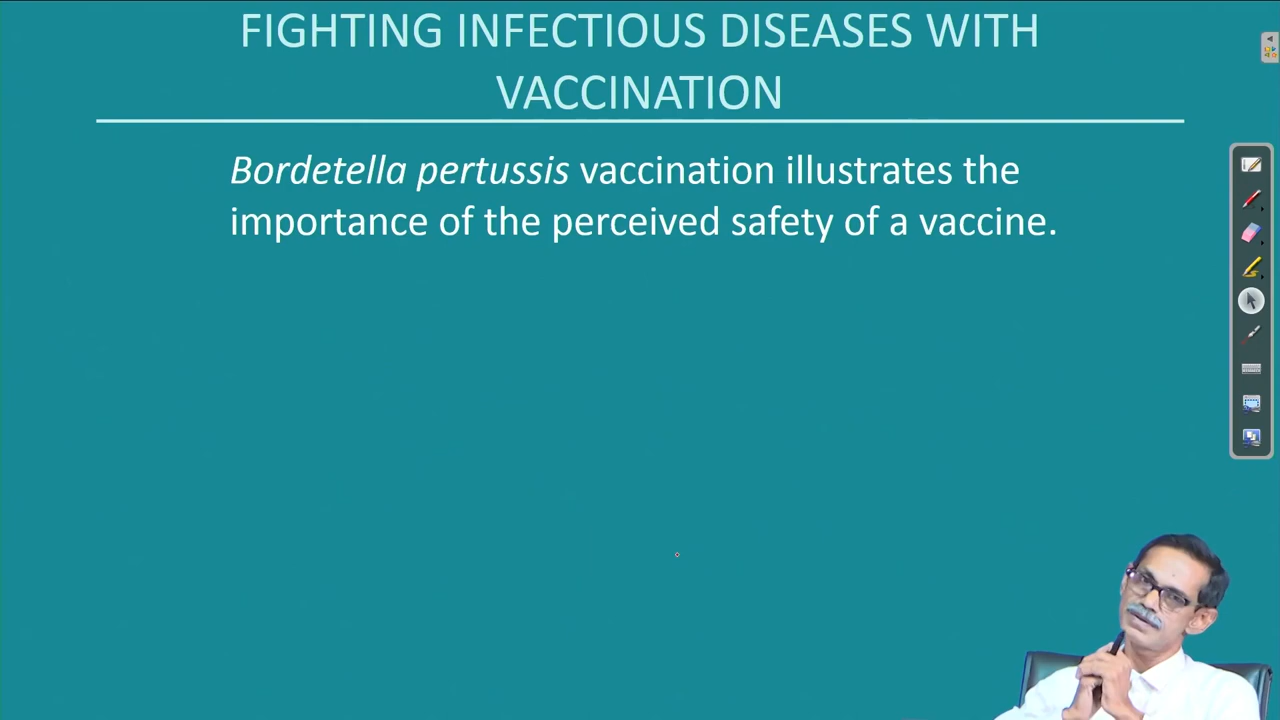 FIGHTING INFECTIOUS DISEASES WITH
VACCINATION
Bordetella pertussis vaccination illustrates the
importance of the perceived safety of a vaccine.